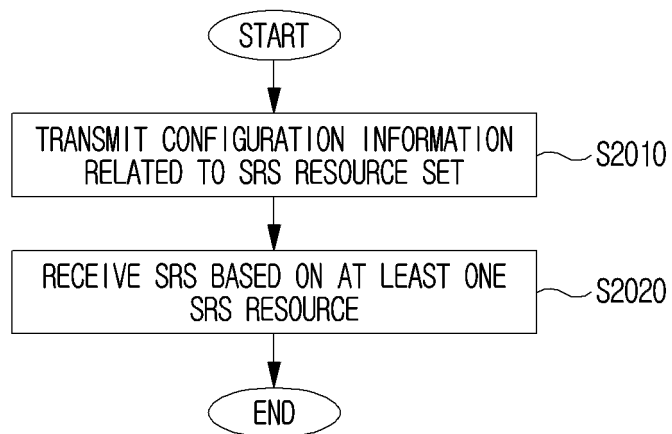 START
TRANSMIT CONFIGURATION INFORMATION
RELATED TO SRS RESOURCE SET
S2010
RECEIVE SRS BASED ON AT LEAST ONE
SRS RESOURCE
S2020
END